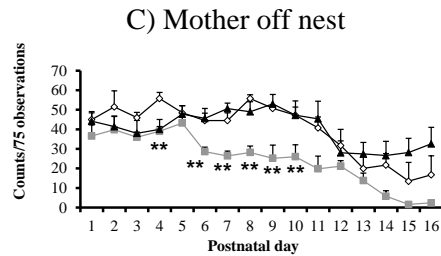 C) Mother off nest
Counts/75 observations
70
60
50
40
30
20
10
0
**
** ** ** ** **
1 2 3 4 5 6 7 8 9 10 11 12 13 14 15 16
Postnatal day